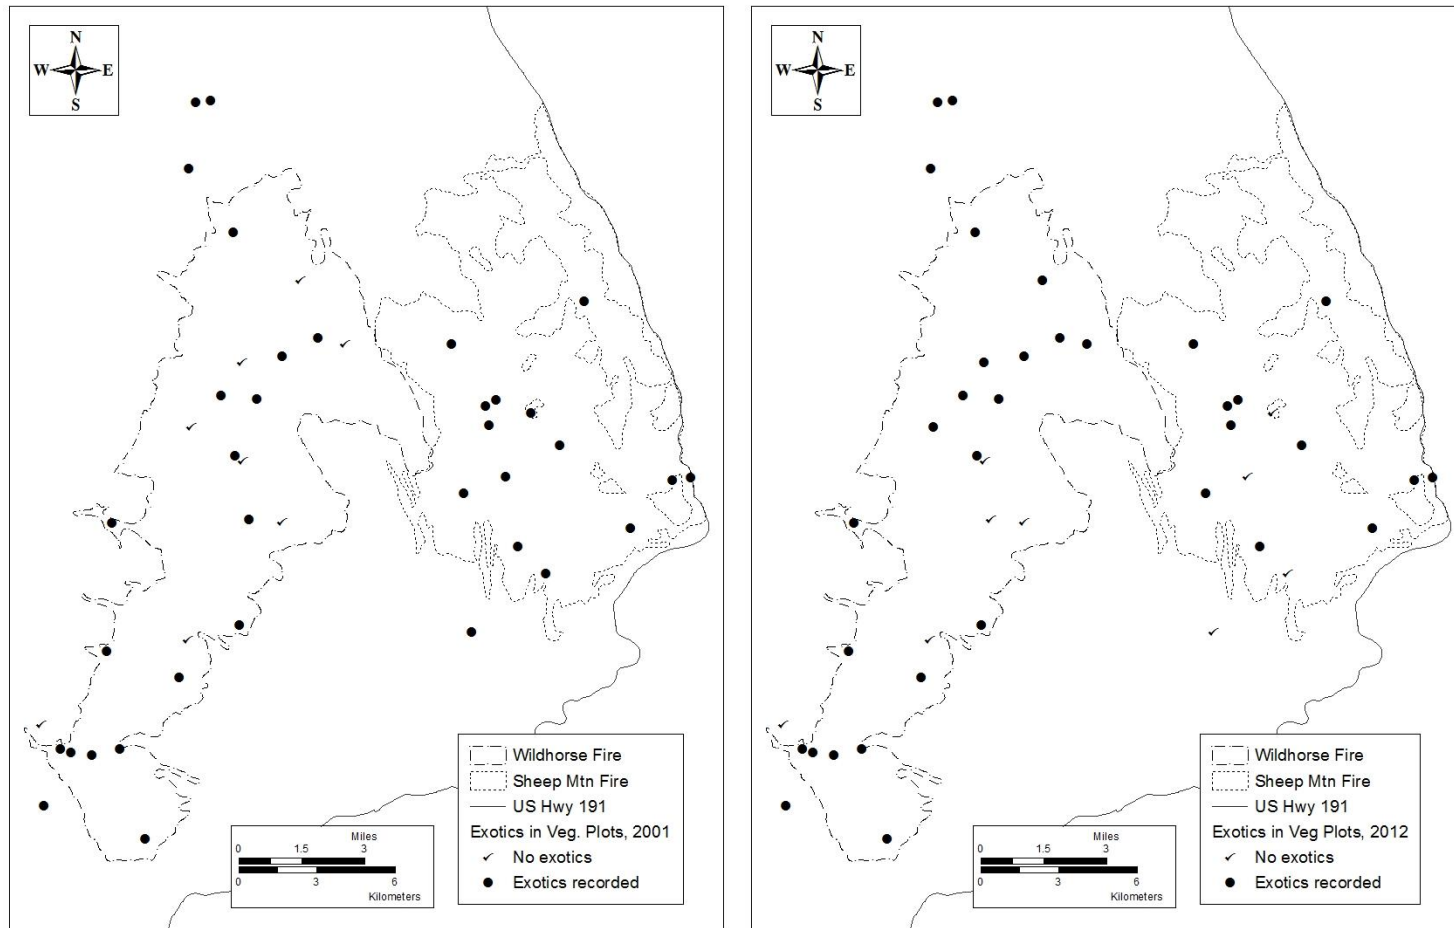 N
W E
S
Wildhorse Fire
Sheep Mtn Fire
US Hwy 191
Exotics in Veg. Plots, 2001
No exotics
Exotics recorded
Miles
0 1.5 3
0 3 6
Kilometers
N
W E
S
Wildhorse Fire
Sheep Mtn Fire
US Hwy 191
Exotics in Veg Plots, 2012
No exotics
Exotics recorded
Miles
0 1.5 3
0 3 6
Kilometers